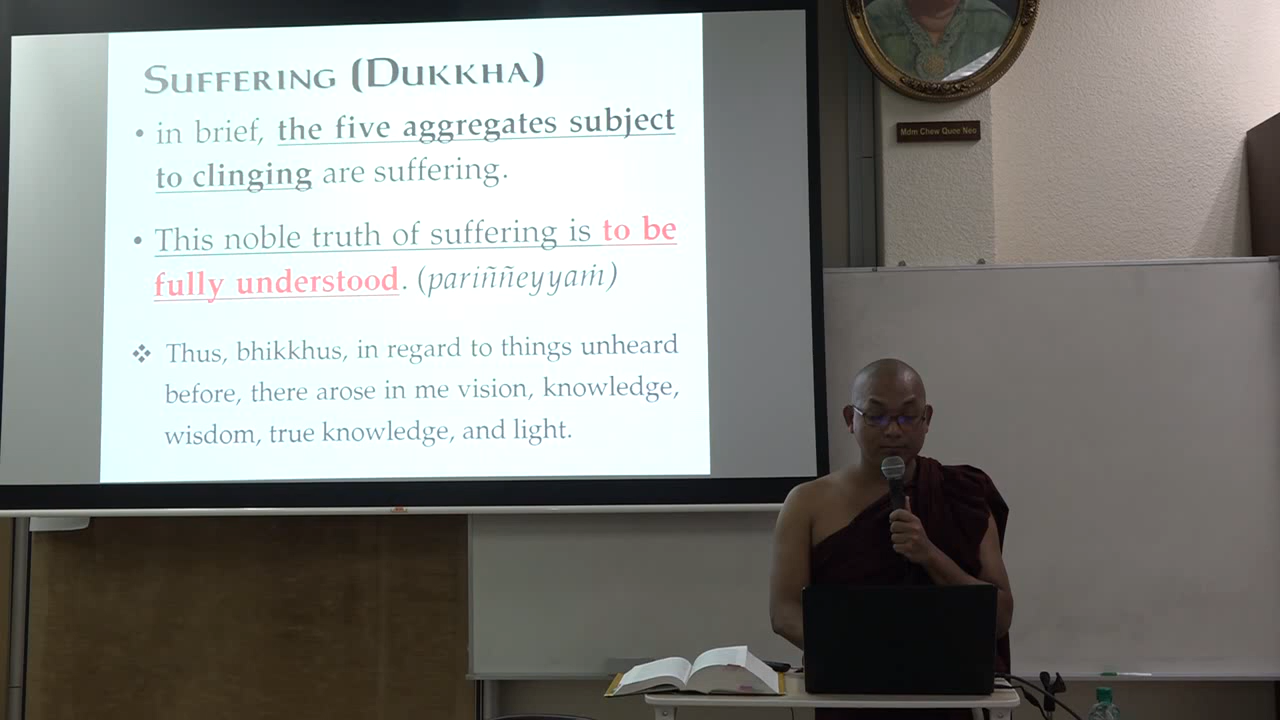 SUFFERING (DUKKHA)
• in brief, the five aggregates subject
to clinging are suffering.
• This noble truth of suffering is to be
fully understood. (pariññeyyaṁ)
❖ Thus, bhikkhus, in regard to things unheard
before, there arose in me vision, knowledge,
wisdom, true knowledge, and light.
Mdm Chew Quee Neo